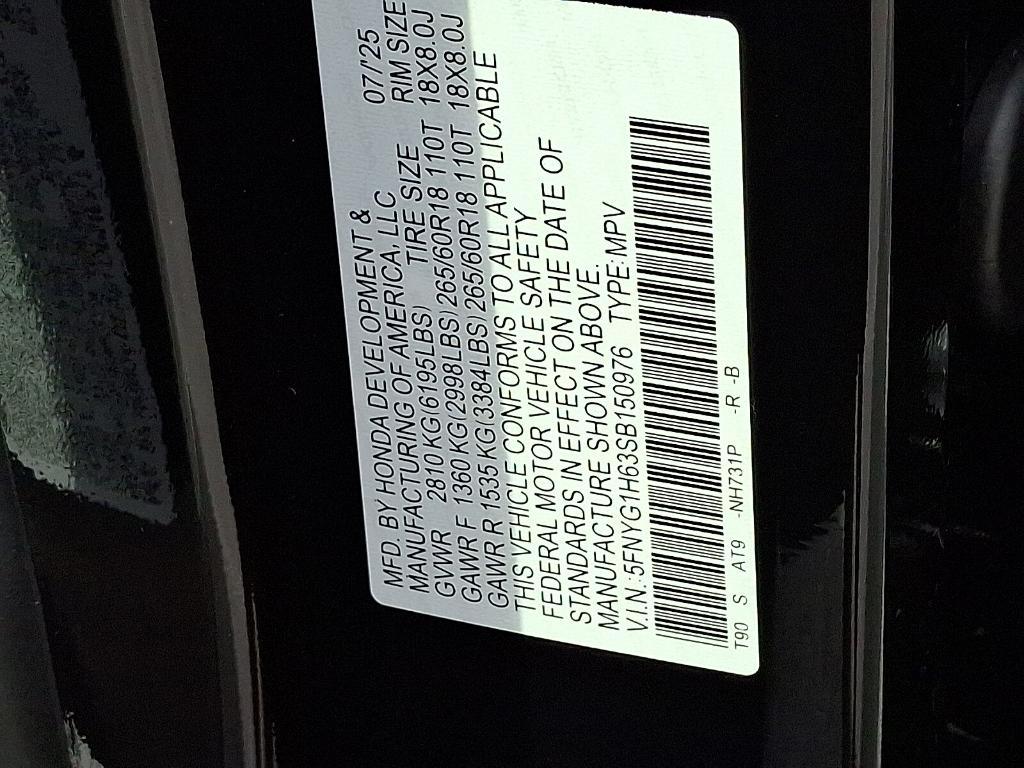 MFD. BY HONDA DEVELOPMENT &
MANUFACTURING OF AMERICA, LLC 07/'25
GVWR 2810 KG(6195LBS) TIRE SIZE RIM SIZE
GAWR F 1360 KG(2998LBS) 265/60R18 110T 18X8.0J
GAWR R 1535 KG(3384LBS) 265/60R18 110T 18X8.0J
THIS VEHICLE CONFORMS TO ALL APPLICABLE
FEDERAL MOTOR VEHICLE SAFETY
STANDARDS IN EFFECT ON THE DATE OF
MANUFACTURE SHOWN ABOVE.
V.I.N.:5FNYG1H63SB150976 TYPE:MPV
T90 S AT9 -NH731P -R -B